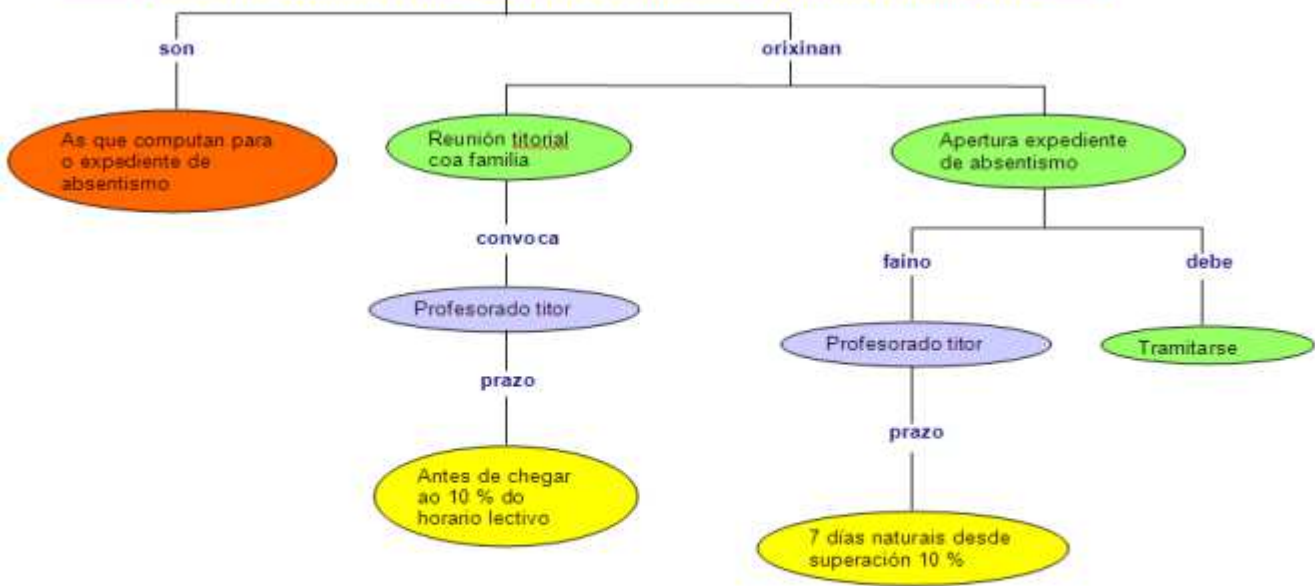 son
orixinan
As que computan para
o expediente de
absentismo
Reunión titorial
coa familia
Apertura expediente
de absentismo
convoca
faino
debe
Profesorado titor
Profesorado titor
Tramitarse
prazo
prazo
Antes de chegar
ao 10 % do
horario lectivo
7 días naturais desde
superación 10 %